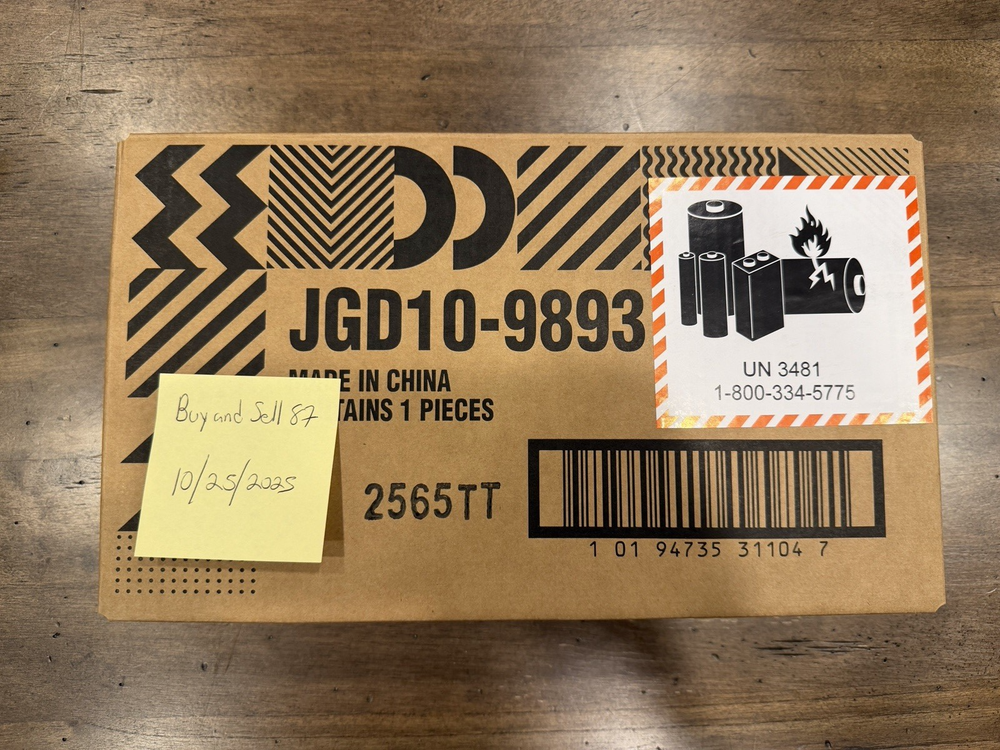 JGD10-9893
MADE IN CHINA
TAINS 1 PIECES
UN 3481
1-800-334-5775
Buy and Sell 87
10/25/2025
2565TT
1 01 94735 31104 7